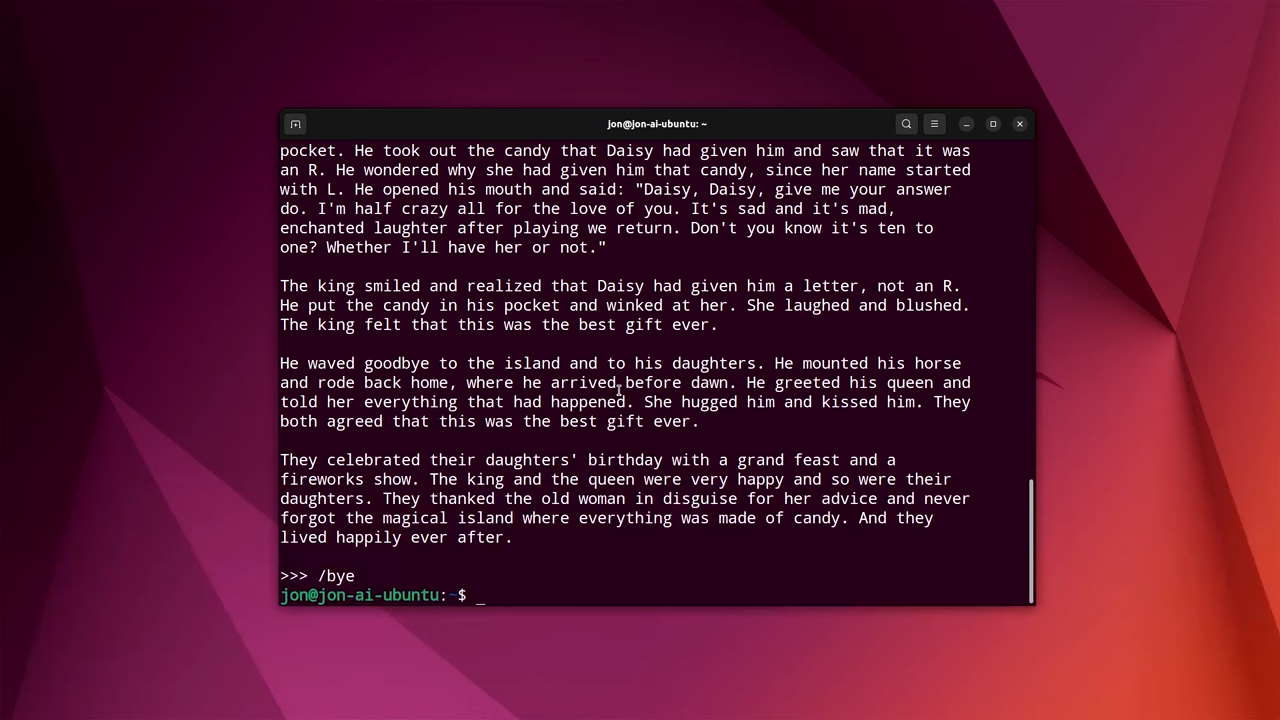 jon@jon-ai-ubuntu: ~
pocket. He took out the candy that Daisy had given him and saw that it was
an R. He wondered why she had given him that candy, since her name started
with L. He opened his mouth and said: "Daisy, Daisy, give me your answer
do. I'm half crazy all for the love of you. It's sad and it's mad,
enchanted laughter after playing we return. Don't you know it's ten to
one? Whether I'll have her or not."
The king smiled and realized that Daisy had given him a letter, not an R.
He put the candy in his pocket and winked at her. She laughed and blushed.
The king felt that this was the best gift ever.
He waved goodbye to the island and to his daughters. He mounted his horse
and rode back home, where he arrived before dawn. He greeted his queen and
told her everything that had happened. She hugged him and kissed him. They
both agreed that this was the best gift ever.
They celebrated their daughters' birthday with a grand feast and a
fireworks show. The king and the queen were very happy and so were their
daughters. They thanked the old woman in disguise for her advice and never
forgot the magical island where everything was made of candy. And they
lived happily ever after.
>>> /bye
jon@jon-ai-ubuntu:~$ _